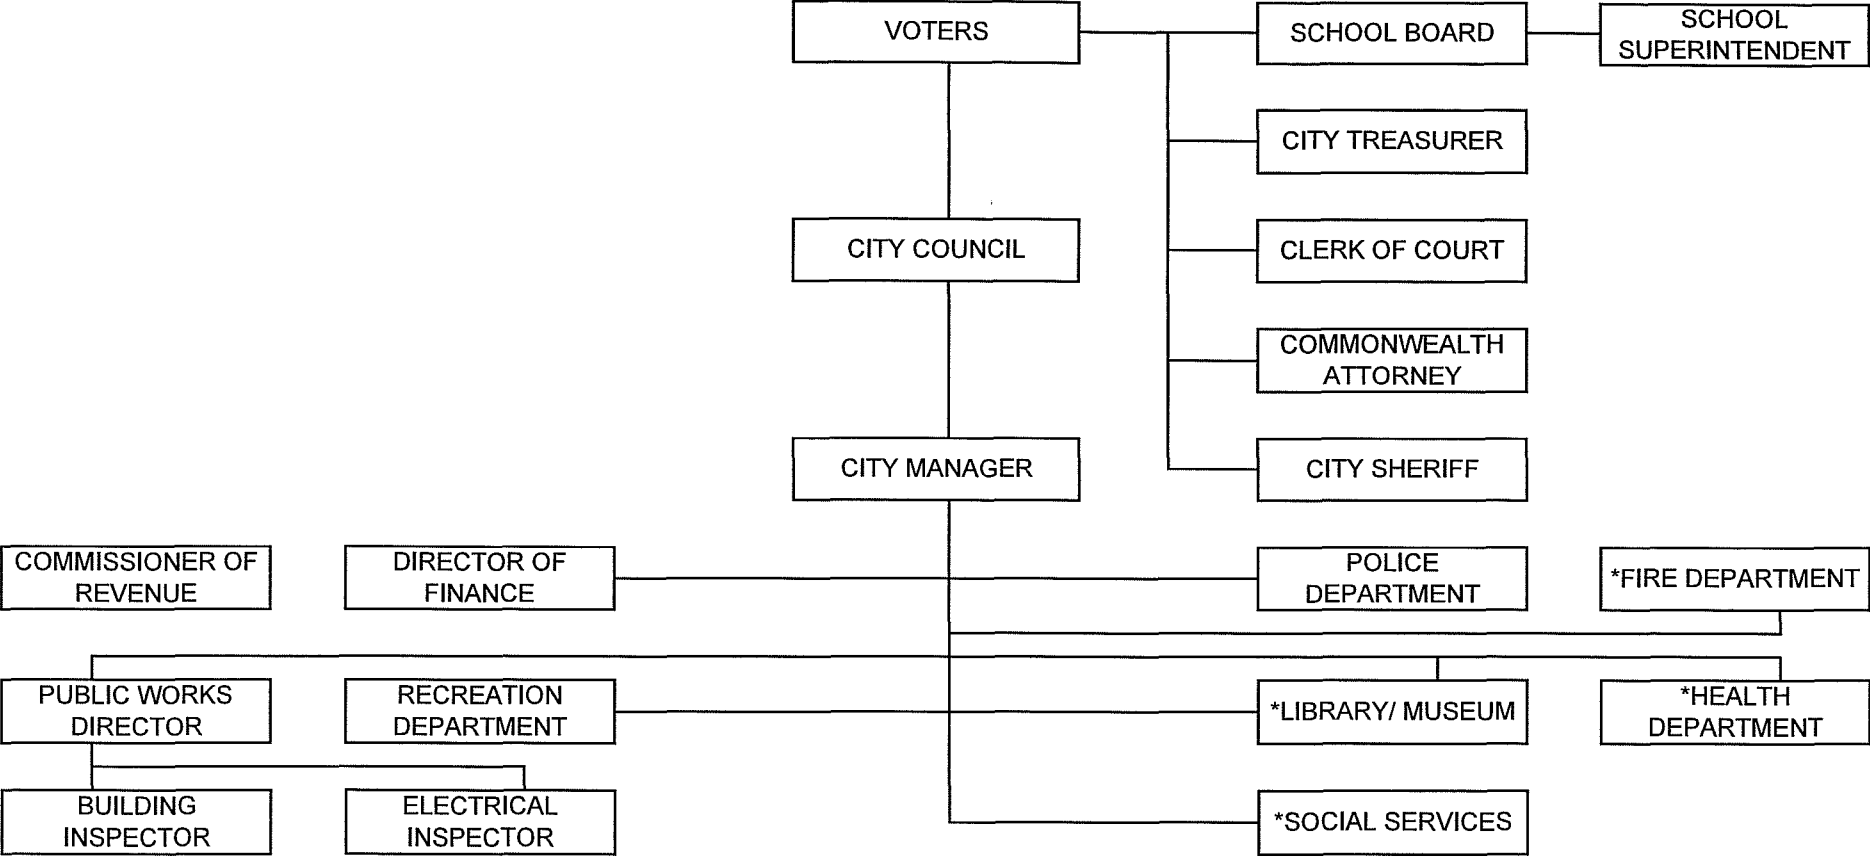 VOTERS
SCHOOL BOARD
SCHOOL
SUPERINTENDENT
CITY TREASURER
CITY COUNCIL
CLERK OF COURT
COMMONWEALTH
ATTORNEY
CITY MANAGER
CITY SHERIFF
COMMISSIONER OF
REVENUE
DIRECTOR OF
FINANCE
POLICE
DEPARTMENT
*FIRE DEPARTMENT
PUBLIC WORKS
DIRECTOR
RECREATION
DEPARTMENT
*LIBRARY/ MUSEUM
*HEALTH
DEPARTMENT
BUILDING
INSPECTOR
ELECTRICAL
INSPECTOR
*SOCIAL SERVICES